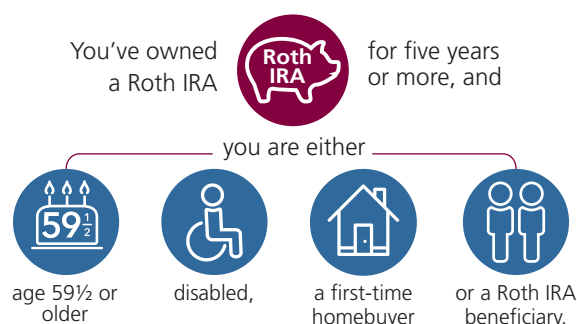 You've owned
a Roth IRA
Roth
IRA
for five years
or more, and
you are either
59½
age 59½ or
older
disabled,
a first-time
homebuyer
or a Roth IRA
beneficiary.